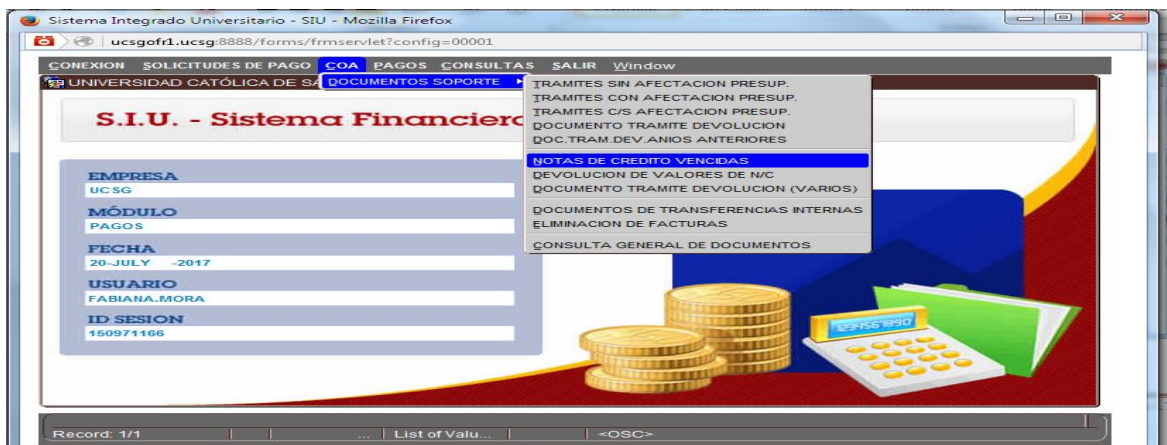 Sistema Integrado Universitario - SIU - Mozilla Firefox
ucsgofr1.ucsg:8888/forms/frmservlet?config=00001
CONEXION SOLICITUDES DE PAGO COA PAGOS CONSULTAS SALIR Window
UNIVERSIDAD CATÓLICA DE SA DOCUMENTOS SOPORTE
TRAMITES SIN AFECTACION PRESUP.
TRAMITES CON AFECTACION PRESUP.
TRAMITES C/S AFECTACION PRESUP.
DOCUMENTO TRAMITE DEVOLUCION
DOC.TRAM.DEV.ANIOS ANTERIORES
NOTAS DE CREDITO VENCIDAS
DEVOLUCION DE VALORES DE N/C
DOCUMENTO TRAMITE DEVOLUCION (VARIOS)
DOCUMENTOS DE TRANSFERENCIAS INTERNAS
ELIMINACION DE FACTURAS
CONSULTA GENERAL DE DOCUMENTOS
S.I.U. - Sistema Financiero
EMPRESA
UCSG
MÓDULO
PAGOS
FECHA
20-JULY -2017
USUARIO
FABIANA.MORA
ID SESION
150971166
1234567890
Record: 1/1 ... List of Valu... <OSC>